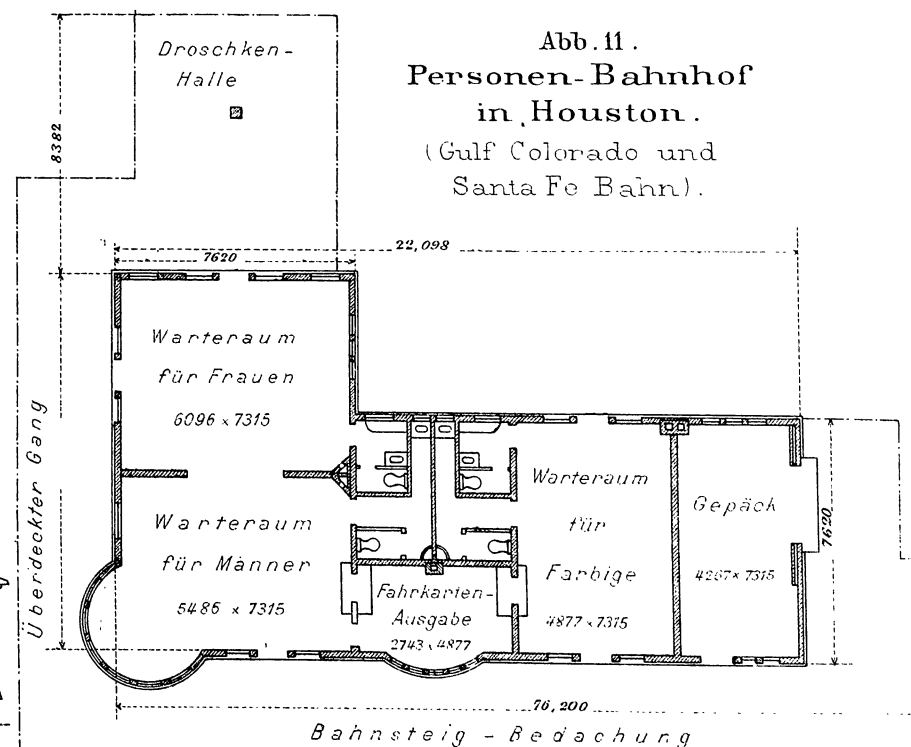 Abb. 11.
Personen-Bahnhof
in Houston.
(Gulf Colorado und
Santa Fe Bahn).
Droschken-
Halle
8382
22,098
7620
Warteraum
für Frauen
6096 x 7315
Überdeckter Gang
Warteraum
für Männer
5486 x 7315
Fahrkarten-
Ausgabe
2743 x 4877
Warteraum
für
Farbige
4877 x 7315
Gepäck
4267 x 7315
7620
76,200
Bahnsteig - Bedachung